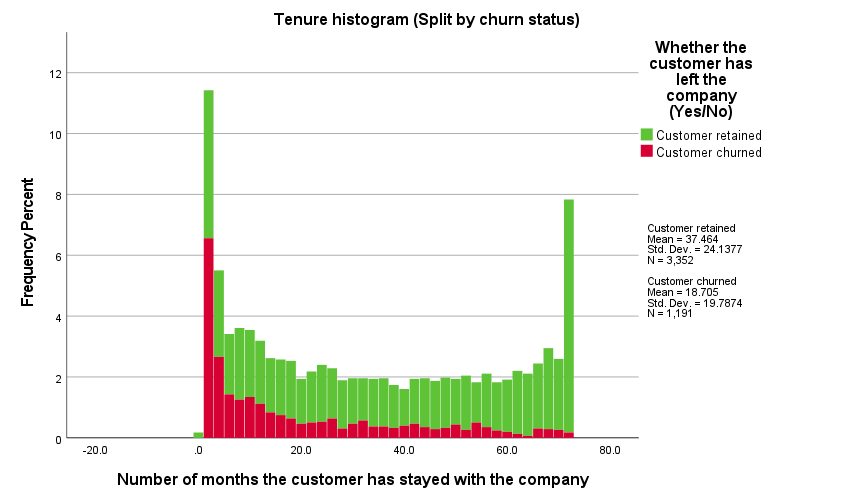 Tenure histogram (Split by churn status)
Frequency Percent
12
10
8
6
4
2
0
-20.0
.0
20.0
40.0
60.0
80.0
Number of months the customer has stayed with the company
Whether the
customer has
left the
company
(Yes/No)
Customer retained
Customer churned
Customer retained
Mean = 37.464
Std. Dev. = 24.1377
N = 3,352
Customer churned
Mean = 18.705
Std. Dev. = 19.7874
N = 1,191